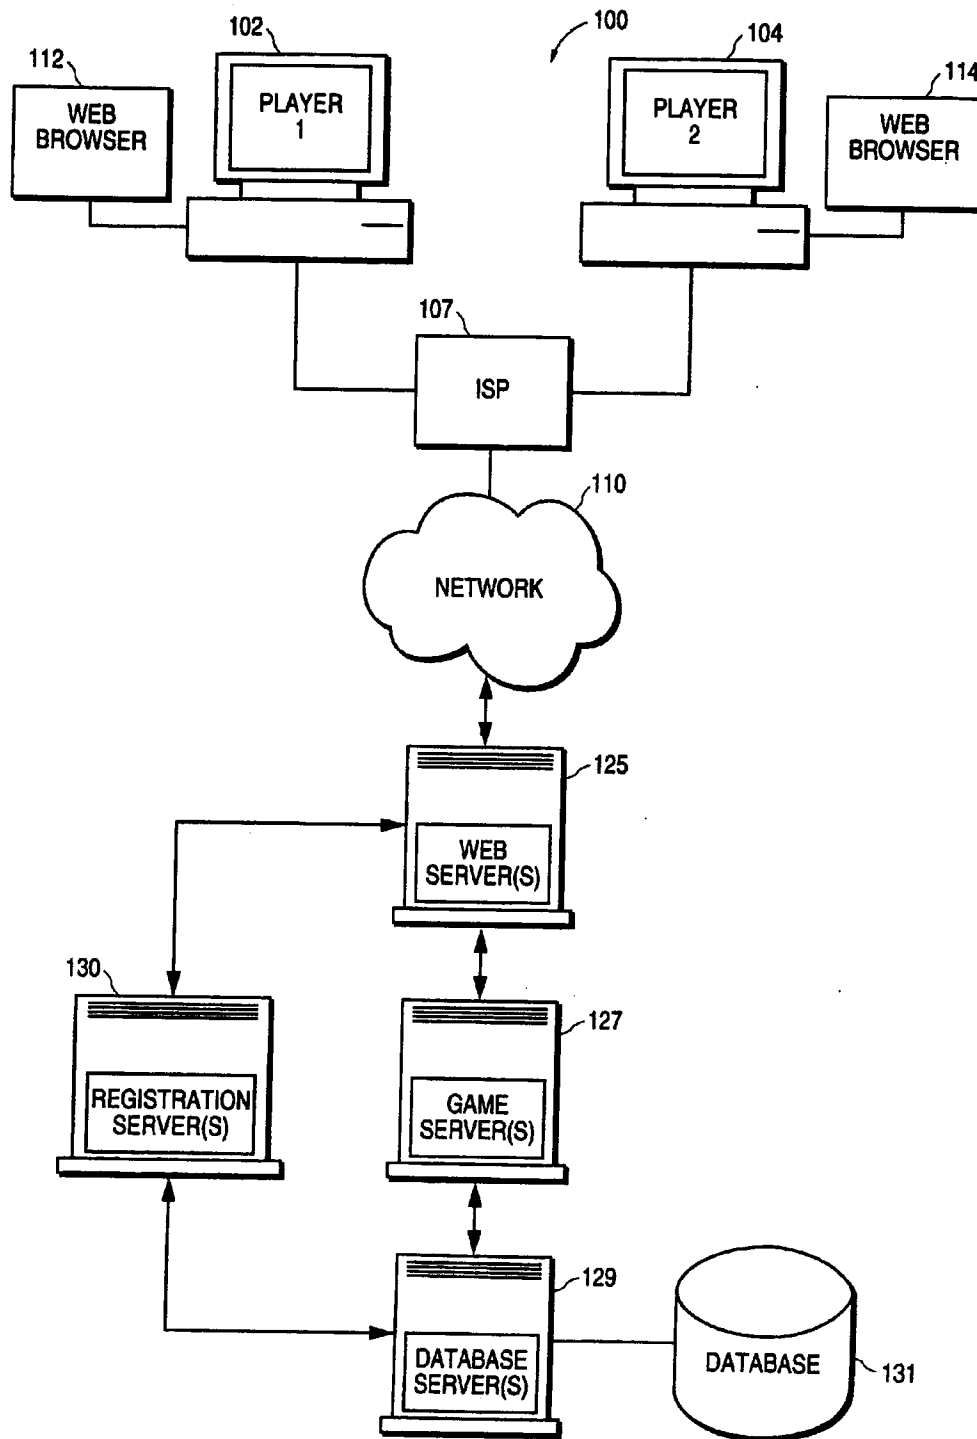 102
100
104
112
114
WEB
BROWSER
PLAYER
1
PLAYER
2
WEB
BROWSER
107
ISP
110
NETWORK
125
WEB
SERVER(S)
130
127
REGISTRATION
SERVER(S)
GAME
SERVER(S)
129
DATABASE
SERVER(S)
DATABASE
131